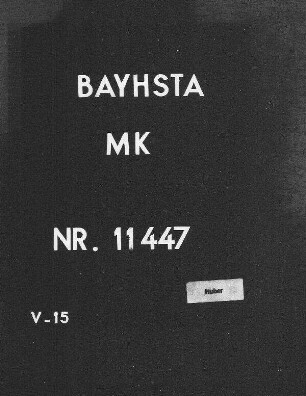 BAYHSTA
MK
NR. 11447
Huber
V-15